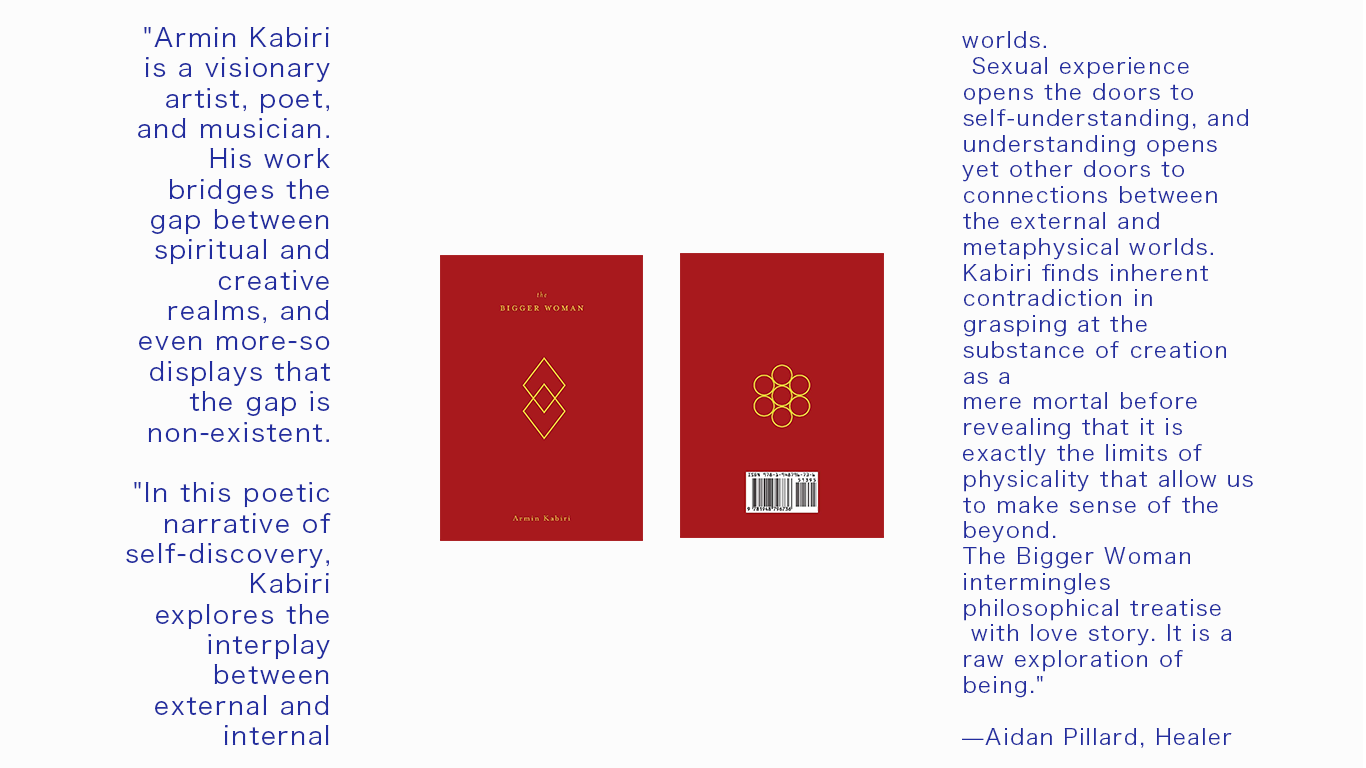 "Armin Kabiri
is a visionary
artist, poet,
and musician.
His work
bridges the
gap between
spiritual and
creative
realms, and
even more-so
displays that
the gap is
non-existent.
"In this poetic
narrative of
self-discovery,
Kabiri
explores the
interplay
between
external and
internal
the
BIGGER WOMAN
Armin Kabiri
51395
worlds.
Sexual experience
opens the doors to
self-understanding, and
understanding opens
yet other doors to
connections between
the external and
metaphysical worlds.
Kabiri finds inherent
contradiction in
grasping at the
substance of creation
as a
mere mortal before
revealing that it is
exactly the limits of
physicality that allow us
to make sense of the
beyond.
The Bigger Woman
intermingles
philosophical treatise
with love story. It is a
raw exploration of
being."
—Aidan Pillard, Healer